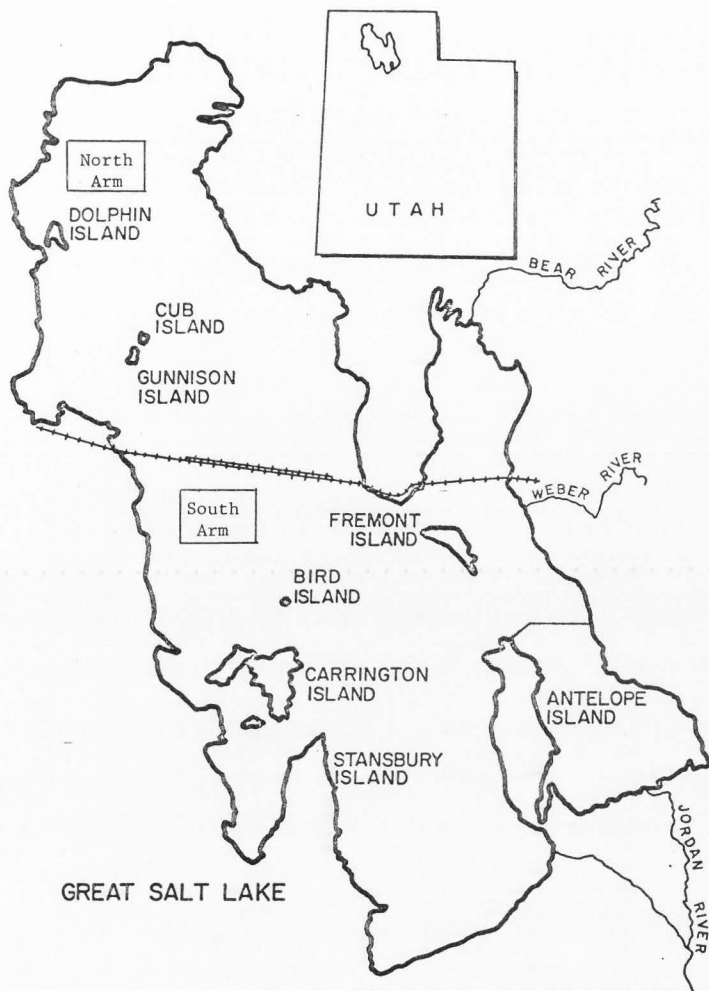 North
Arm
DOLPHIN
ISLAND
UTAH
BEAR RIVER
CUB
ISLAND
GUNNISON
ISLAND
South
Arm
FREMONT
ISLAND
WEBER RIVER
BIRD
ISLAND
CARRINGTON
ISLAND
ANTELOPE
ISLAND
STANSBURY
ISLAND
GREAT SALT LAKE
JORDAN RIVER